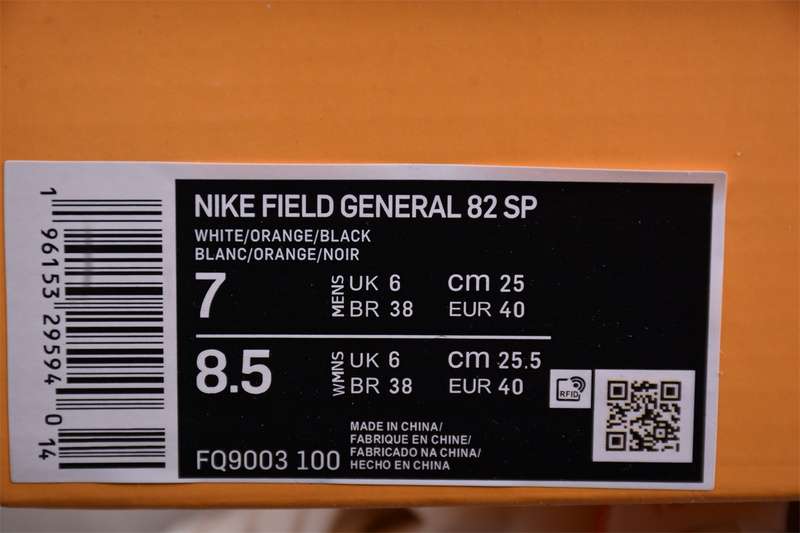 1 96153 29594 0 14
NIKE FIELD GENERAL 82 SP
WHITE/ORANGE/BLACK
BLANC/ORANGE/NOIR
7 MENS UK 6 cm 25
BR 38 EUR 40
8.5 WMNS UK 6 cm 25.5
BR 38 EUR 40
RFID
FQ9003 100
MADE IN CHINA/
FABRIQUE EN CHINE/
FABRICADO NA CHINA/
HECHO EN CHINA